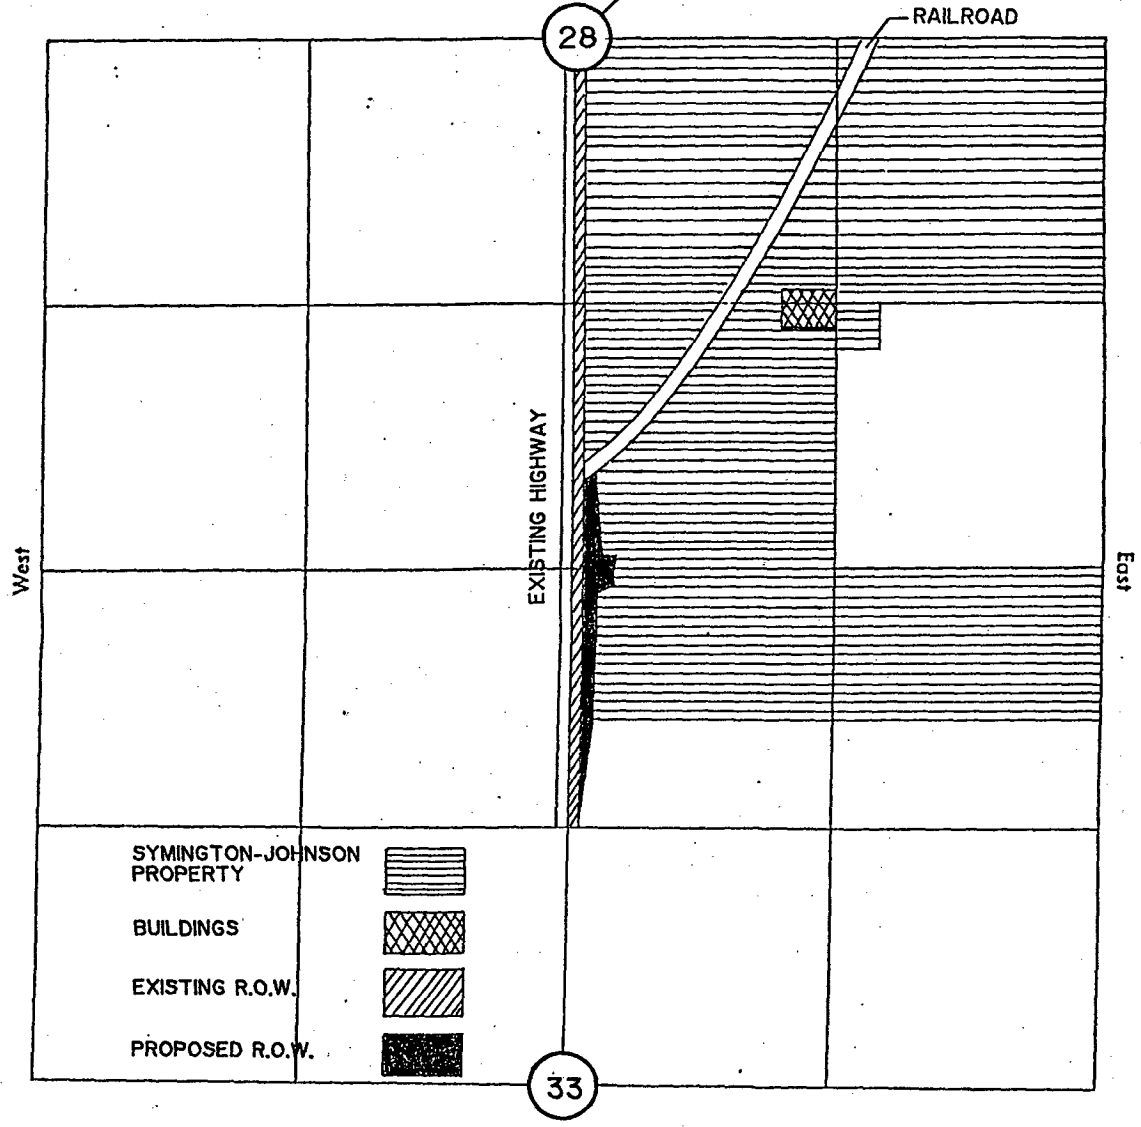 RAILROAD
28
EXISTING HIGHWAY
West
East
SYMINGTON-JOHNSON
PROPERTY
BUILDINGS
EXISTING R.O.W.
PROPOSED R.O.W.
33